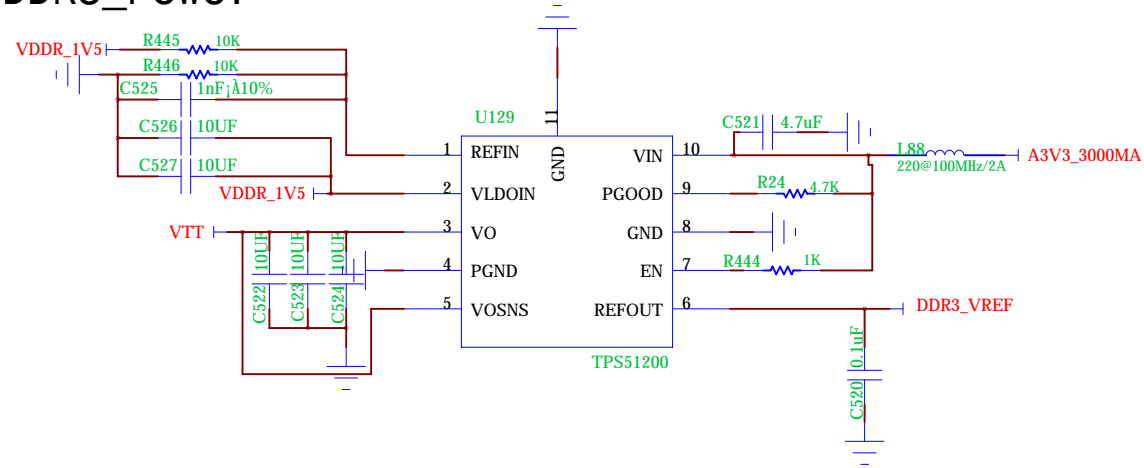 VDDR_1V5
R445
10K
R446
10K
C525
1nF¡À10%
C526
10UF
C527
10UF
VDDR_1V5
VTT
C522
10UF
C523
10UF
C524
10UF
U129
11
GND
1
REFIN
2
VLDOIN
3
VO
4
PGND
5
VOSNS
VIN
10
PGOOD
9
GND
8
EN
7
REFOUT
6
TPS51200
C521
4.7uF
L88
220@100MHz/2A
A3V3_3000MA
R24
4.7K
R444
1K
DDR3_VREF
C520
0.1uF